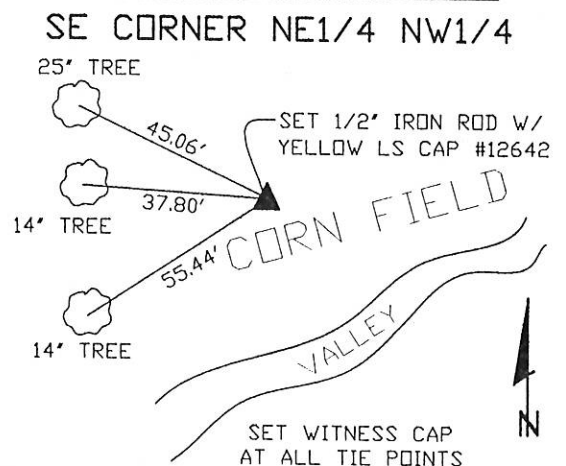 SE CORNER NE1/4 NW1/4
25" TREE
45.06'
SET 1/2" IRON ROD W/
YELLOW LS CAP #12642
37.80'
14" TREE
CORN FIELD
55.44'
14" TREE
VALLEY
N
SET WITNESS CAP
AT ALL TIE POINTS